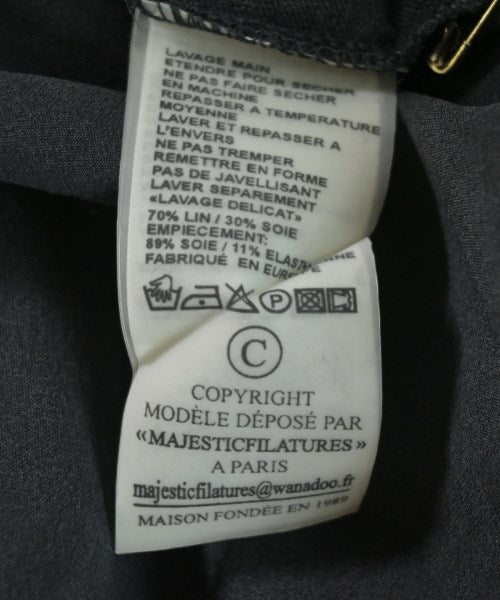 LAVAGE MAIN
ETENDRE POUR SECHER
NE PAS FAIRE SECHER
EN MACHINE
REPASSER A TEMPERATURE
MOYENNE
LAVER ET REPASSER A
L'ENVERS
NE PAS TREMPER
REMETTRE EN FORME
PAS DE JAVELLISANT
LAVER SEPAREMENT
«LAVAGE DELICAT»
70% LIN / 30% SOIE
EMPIECEMENT:
89% SOIE / 11%
FABRIQUÉ EN
P
C
COPYRIGHT
MODÈLE DÉPOSÉ PAR
«MAJESTICFILATURES»
A PARIS
majesticfilatures@wanadoo.fr
MAISON FONDÉE EN 1989